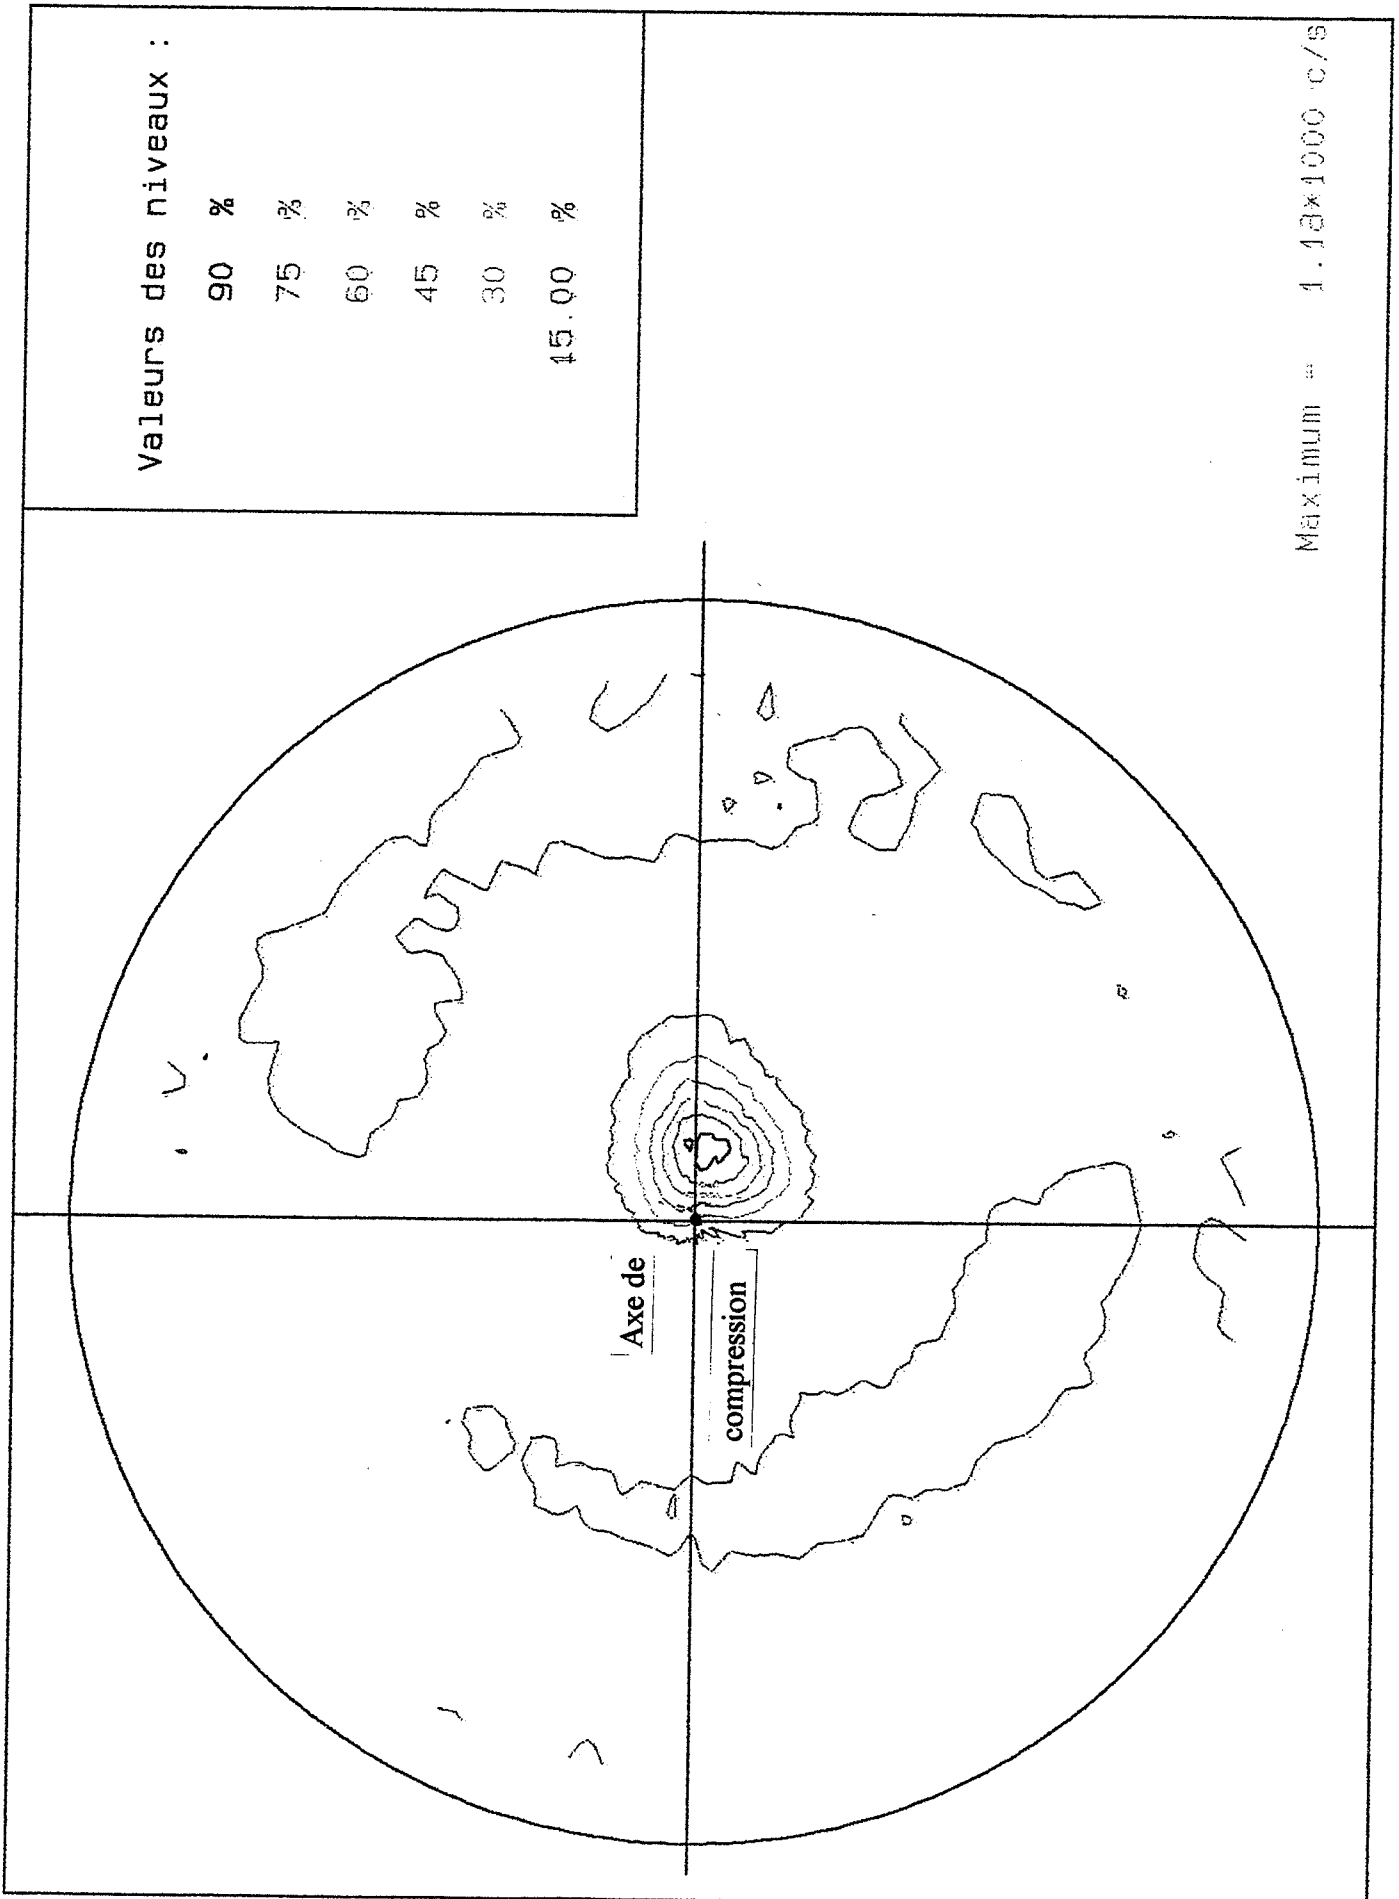 Valeurs des niveaux :
90 %
75 %
60 %
45 %
30 %
15.00 %
Axe de
compression
Maximum = 1.18*1000 c/s